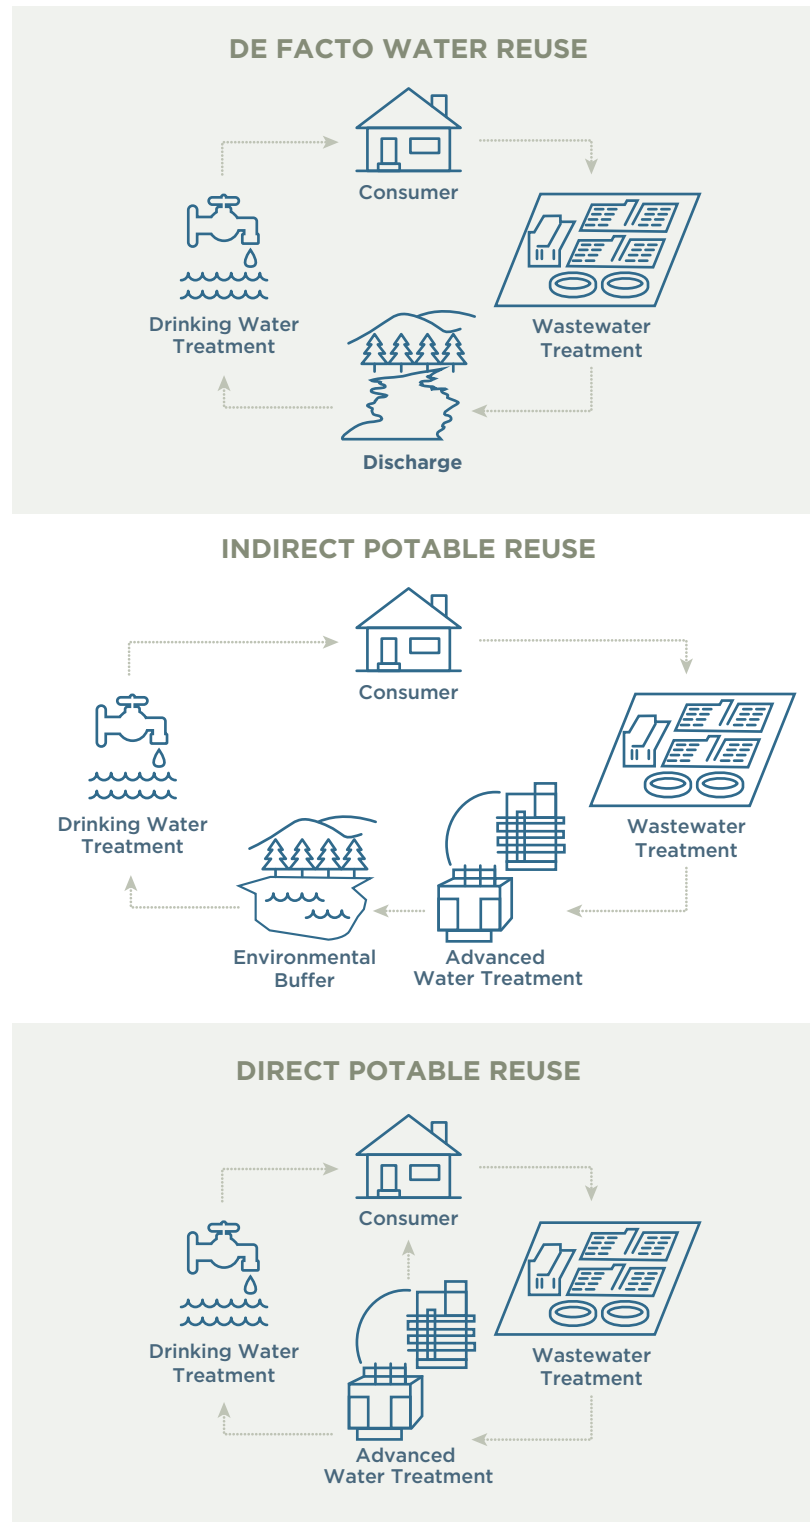 DE FACTO WATER REUSE
Consumer
Drinking Water
Treatment
Wastewater
Treatment
Discharge
INDIRECT POTABLE REUSE
Consumer
Drinking Water
Treatment
Wastewater
Treatment
Environmental
Buffer
Advanced
Water Treatment
DIRECT POTABLE REUSE
Consumer
Drinking Water
Treatment
Wastewater
Treatment
Advanced
Water Treatment